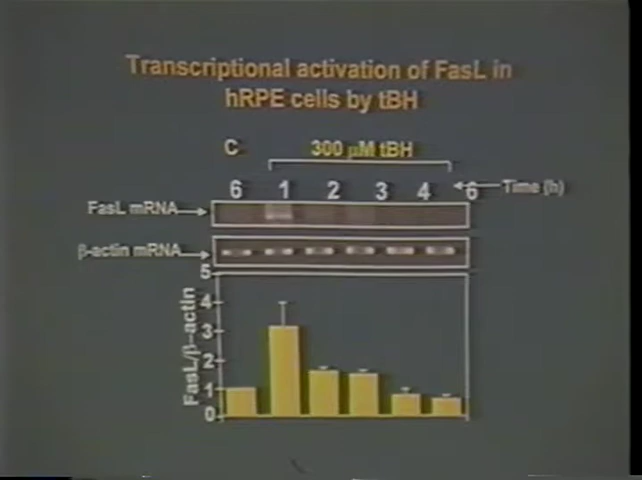 Transcriptional activation of FasL in
hRPE cells by tBH
C 300 µM tBH
6 1 2 3 4 6 Time (h)
FasL mRNA
β-actin mRNA
FasL/β-actin
5
4
3
2
1
0